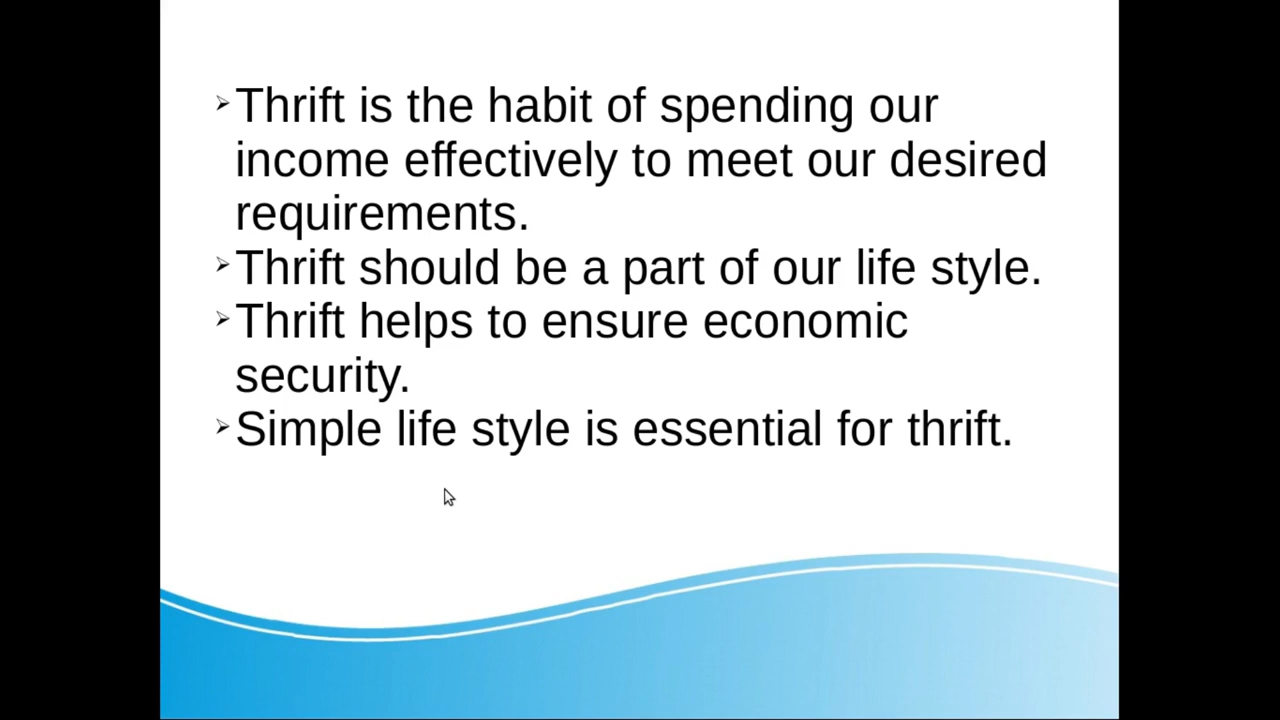 ➢Thrift is the habit of spending our
income effectively to meet our desired
requirements.
➢Thrift should be a part of our life style.
➢Thrift helps to ensure economic
security.
➢Simple life style is essential for thrift.